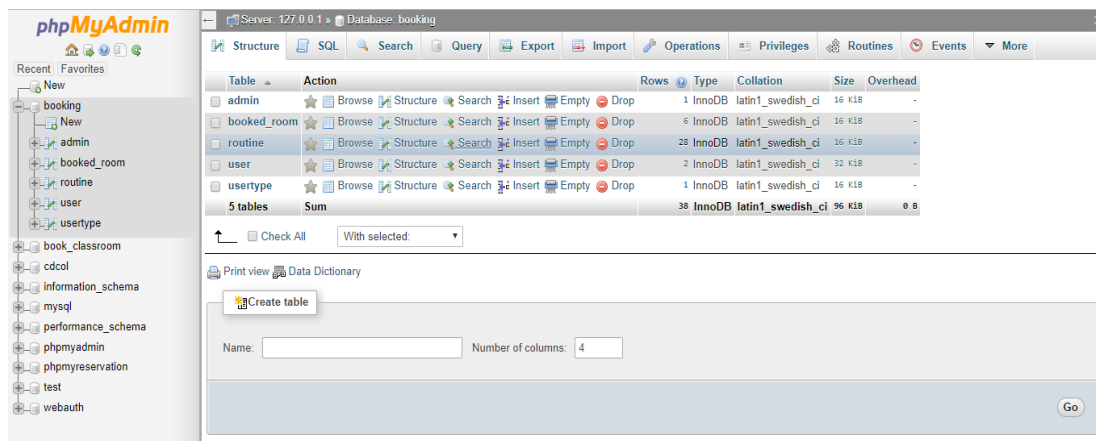 phpMyAdmin
Recent Favorites
New
booking
New
admin
booked_room
routine
user
usertype
book_classroom
cdcol
information_schema
mysql
performance_schema
phpmyadmin
phpmyreservation
test
webauth
Server: 127.0.0.1 » Database: booking
Structure SQL Search Query Export Import Operations Privileges Routines Events More
Table Action Rows Type Collation Size Overhead
admin Browse Structure Search Insert Empty Drop 1 InnoDB latin1_swedish_ci 16 KiB -
booked_room Browse Structure Search Insert Empty Drop 6 InnoDB latin1_swedish_ci 16 KiB -
routine Browse Structure Search Insert Empty Drop 28 InnoDB latin1_swedish_ci 16 KiB -
user Browse Structure Search Insert Empty Drop 2 InnoDB latin1_swedish_ci 32 KiB -
usertype Browse Structure Search Insert Empty Drop 1 InnoDB latin1_swedish_ci 16 KiB -
5 tables Sum 38 InnoDB latin1_swedish_ci 96 KiB 0 B
Check All With selected:
Print view Data Dictionary
Create table
Name: Number of columns: 4
Go